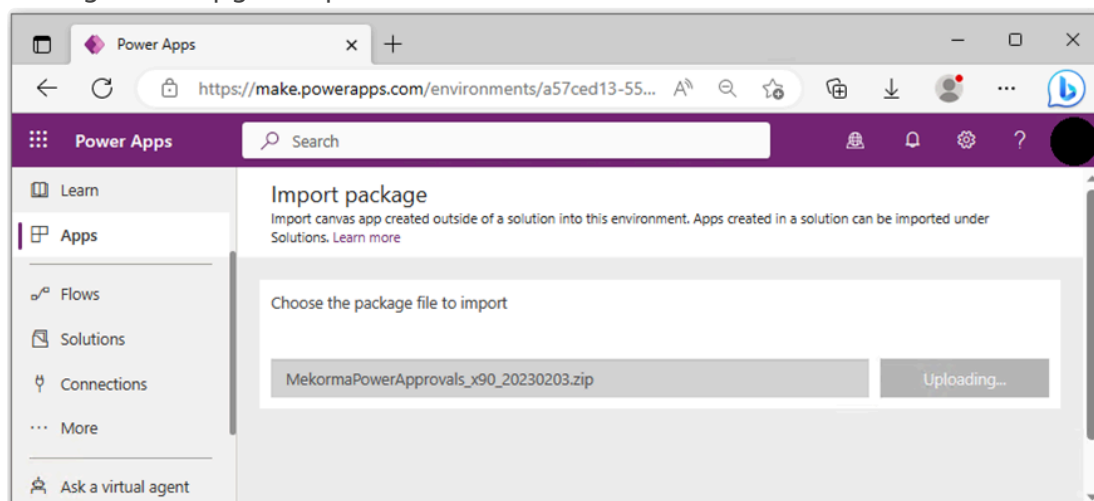 Power Apps
https://make.powerapps.com/environments/a57ced13-55...
Power Apps
Search
Learn
Apps
Flows
Solutions
Connections
More
Ask a virtual agent
Import package
Import canvas app created outside of a solution into this environment. Apps created in a solution can be imported under
Solutions. Learn more
Choose the package file to import
MekormaPowerApprovals_x90_20230203.zip
Uploading...